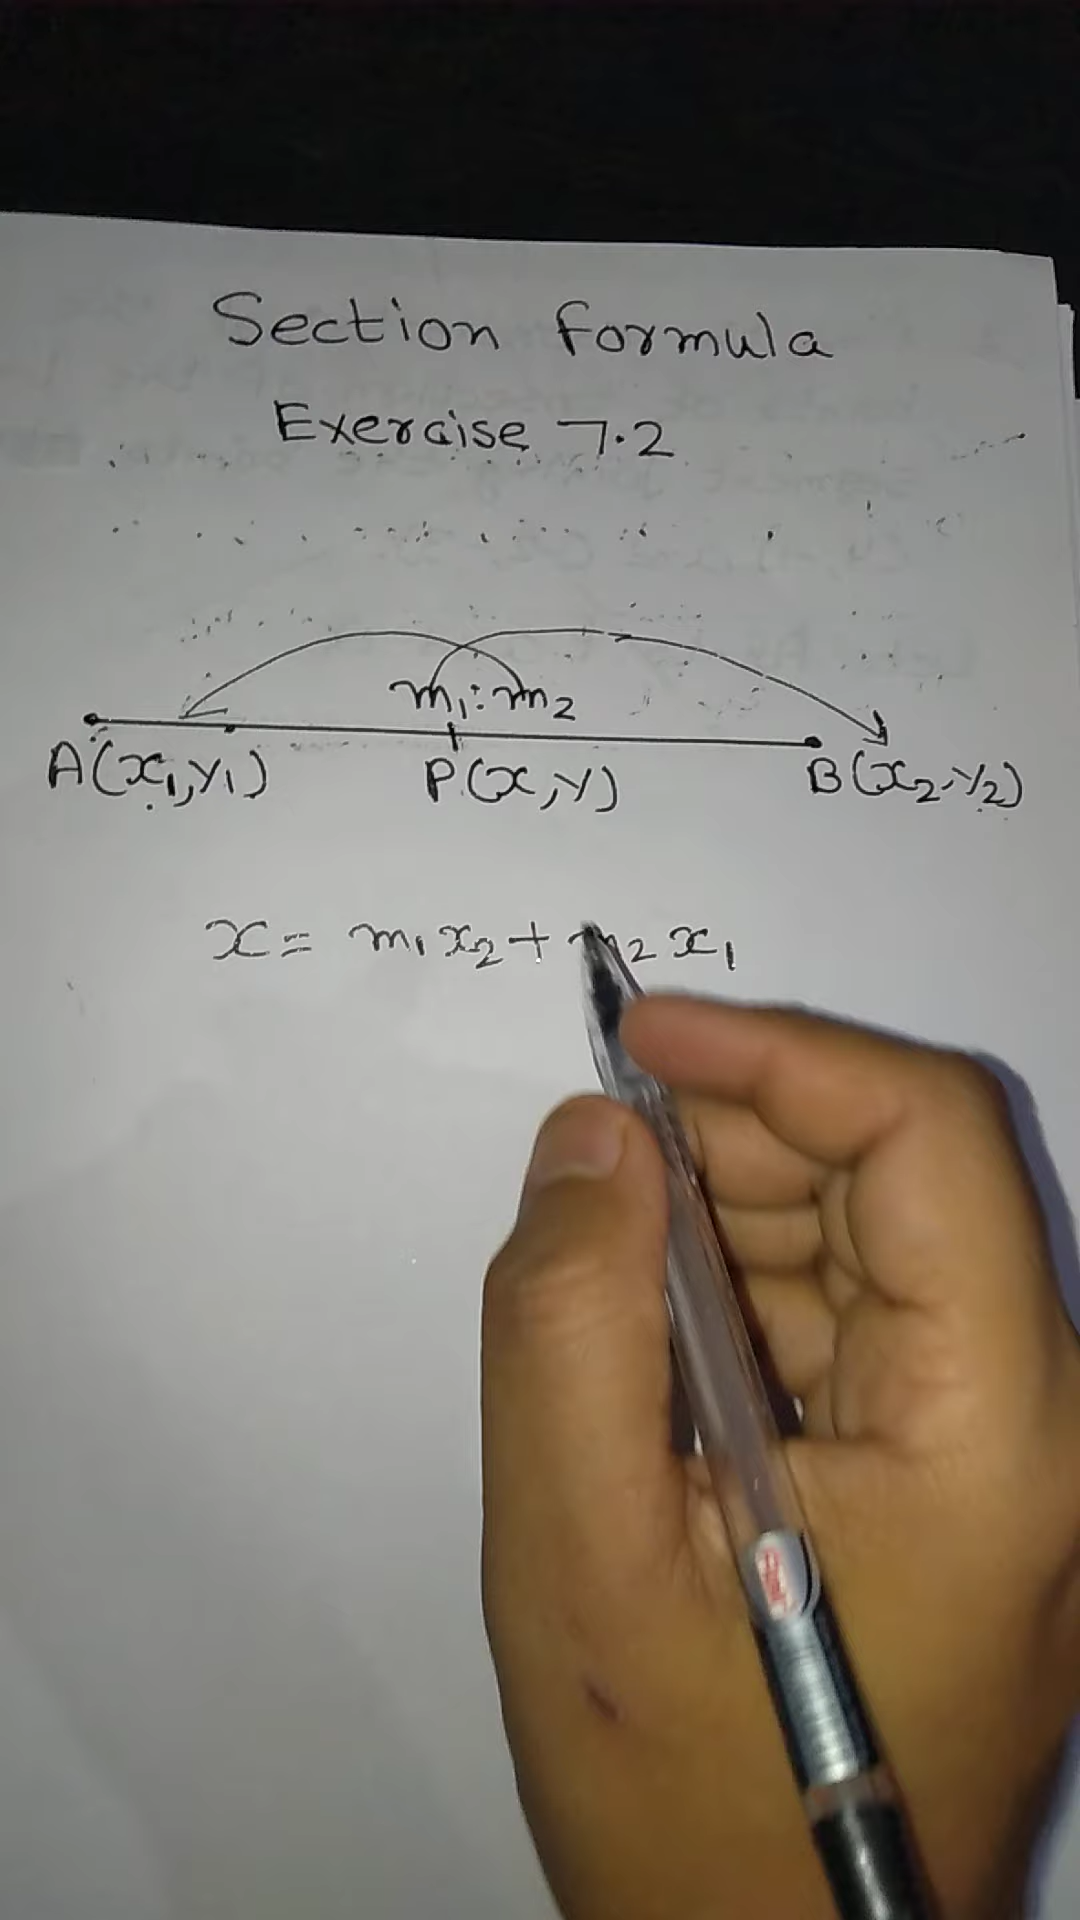 Section Formula
Exercise 7.2
m₁:m₂
A(x₁,y₁) P(x,y) B(x₂,y₂)
x = m₁x₂ + m₂x₁